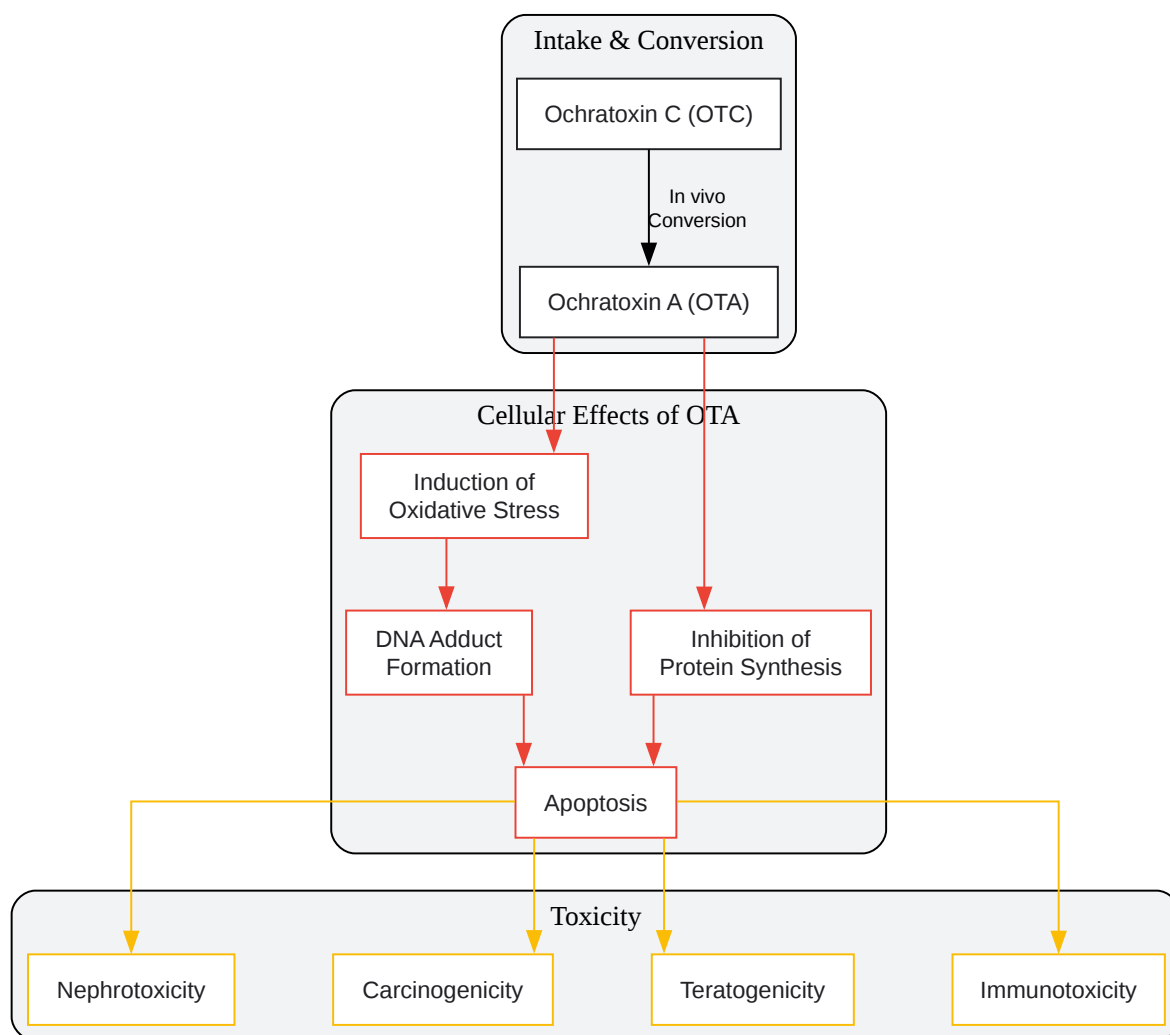 Intake & Conversion
Ochratoxin C (OTC)
In vivo
Conversion
Ochratoxin A (OTA)
Cellular Effects of OTA
Induction of
Oxidative Stress
DNA Adduct
Formation
Inhibition of
Protein Synthesis
Apoptosis
Toxicity
Nephrotoxicity
Carcinogenicity
Teratogenicity
Immunotoxicity